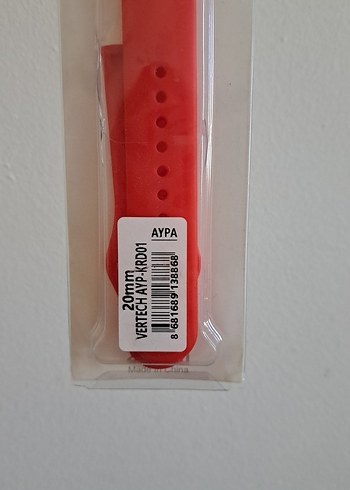 AYPA
20mm
VERTECH AYP-KRD01
8 681689 138868
Made in China